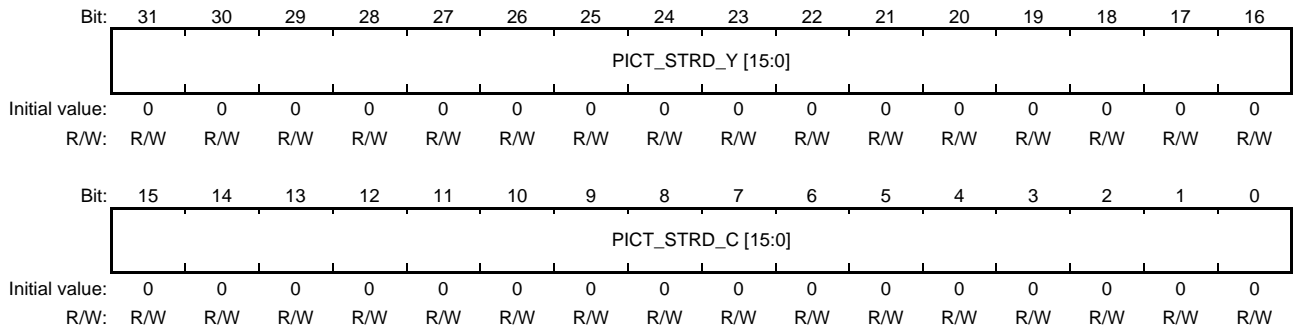 Bit: 31 30 29 28 27 26 25 24 23 22 21 20 19 18 17 16
PICT_STRD_Y [15:0]
Initial value: 0 0 0 0 0 0 0 0 0 0 0 0 0 0 0 0
R/W: R/W R/W R/W R/W R/W R/W R/W R/W R/W R/W R/W R/W R/W R/W R/W R/W
Bit: 15 14 13 12 11 10 9 8 7 6 5 4 3 2 1 0
PICT_STRD_C [15:0]
Initial value: 0 0 0 0 0 0 0 0 0 0 0 0 0 0 0 0
R/W: R/W R/W R/W R/W R/W R/W R/W R/W R/W R/W R/W R/W R/W R/W R/W R/W